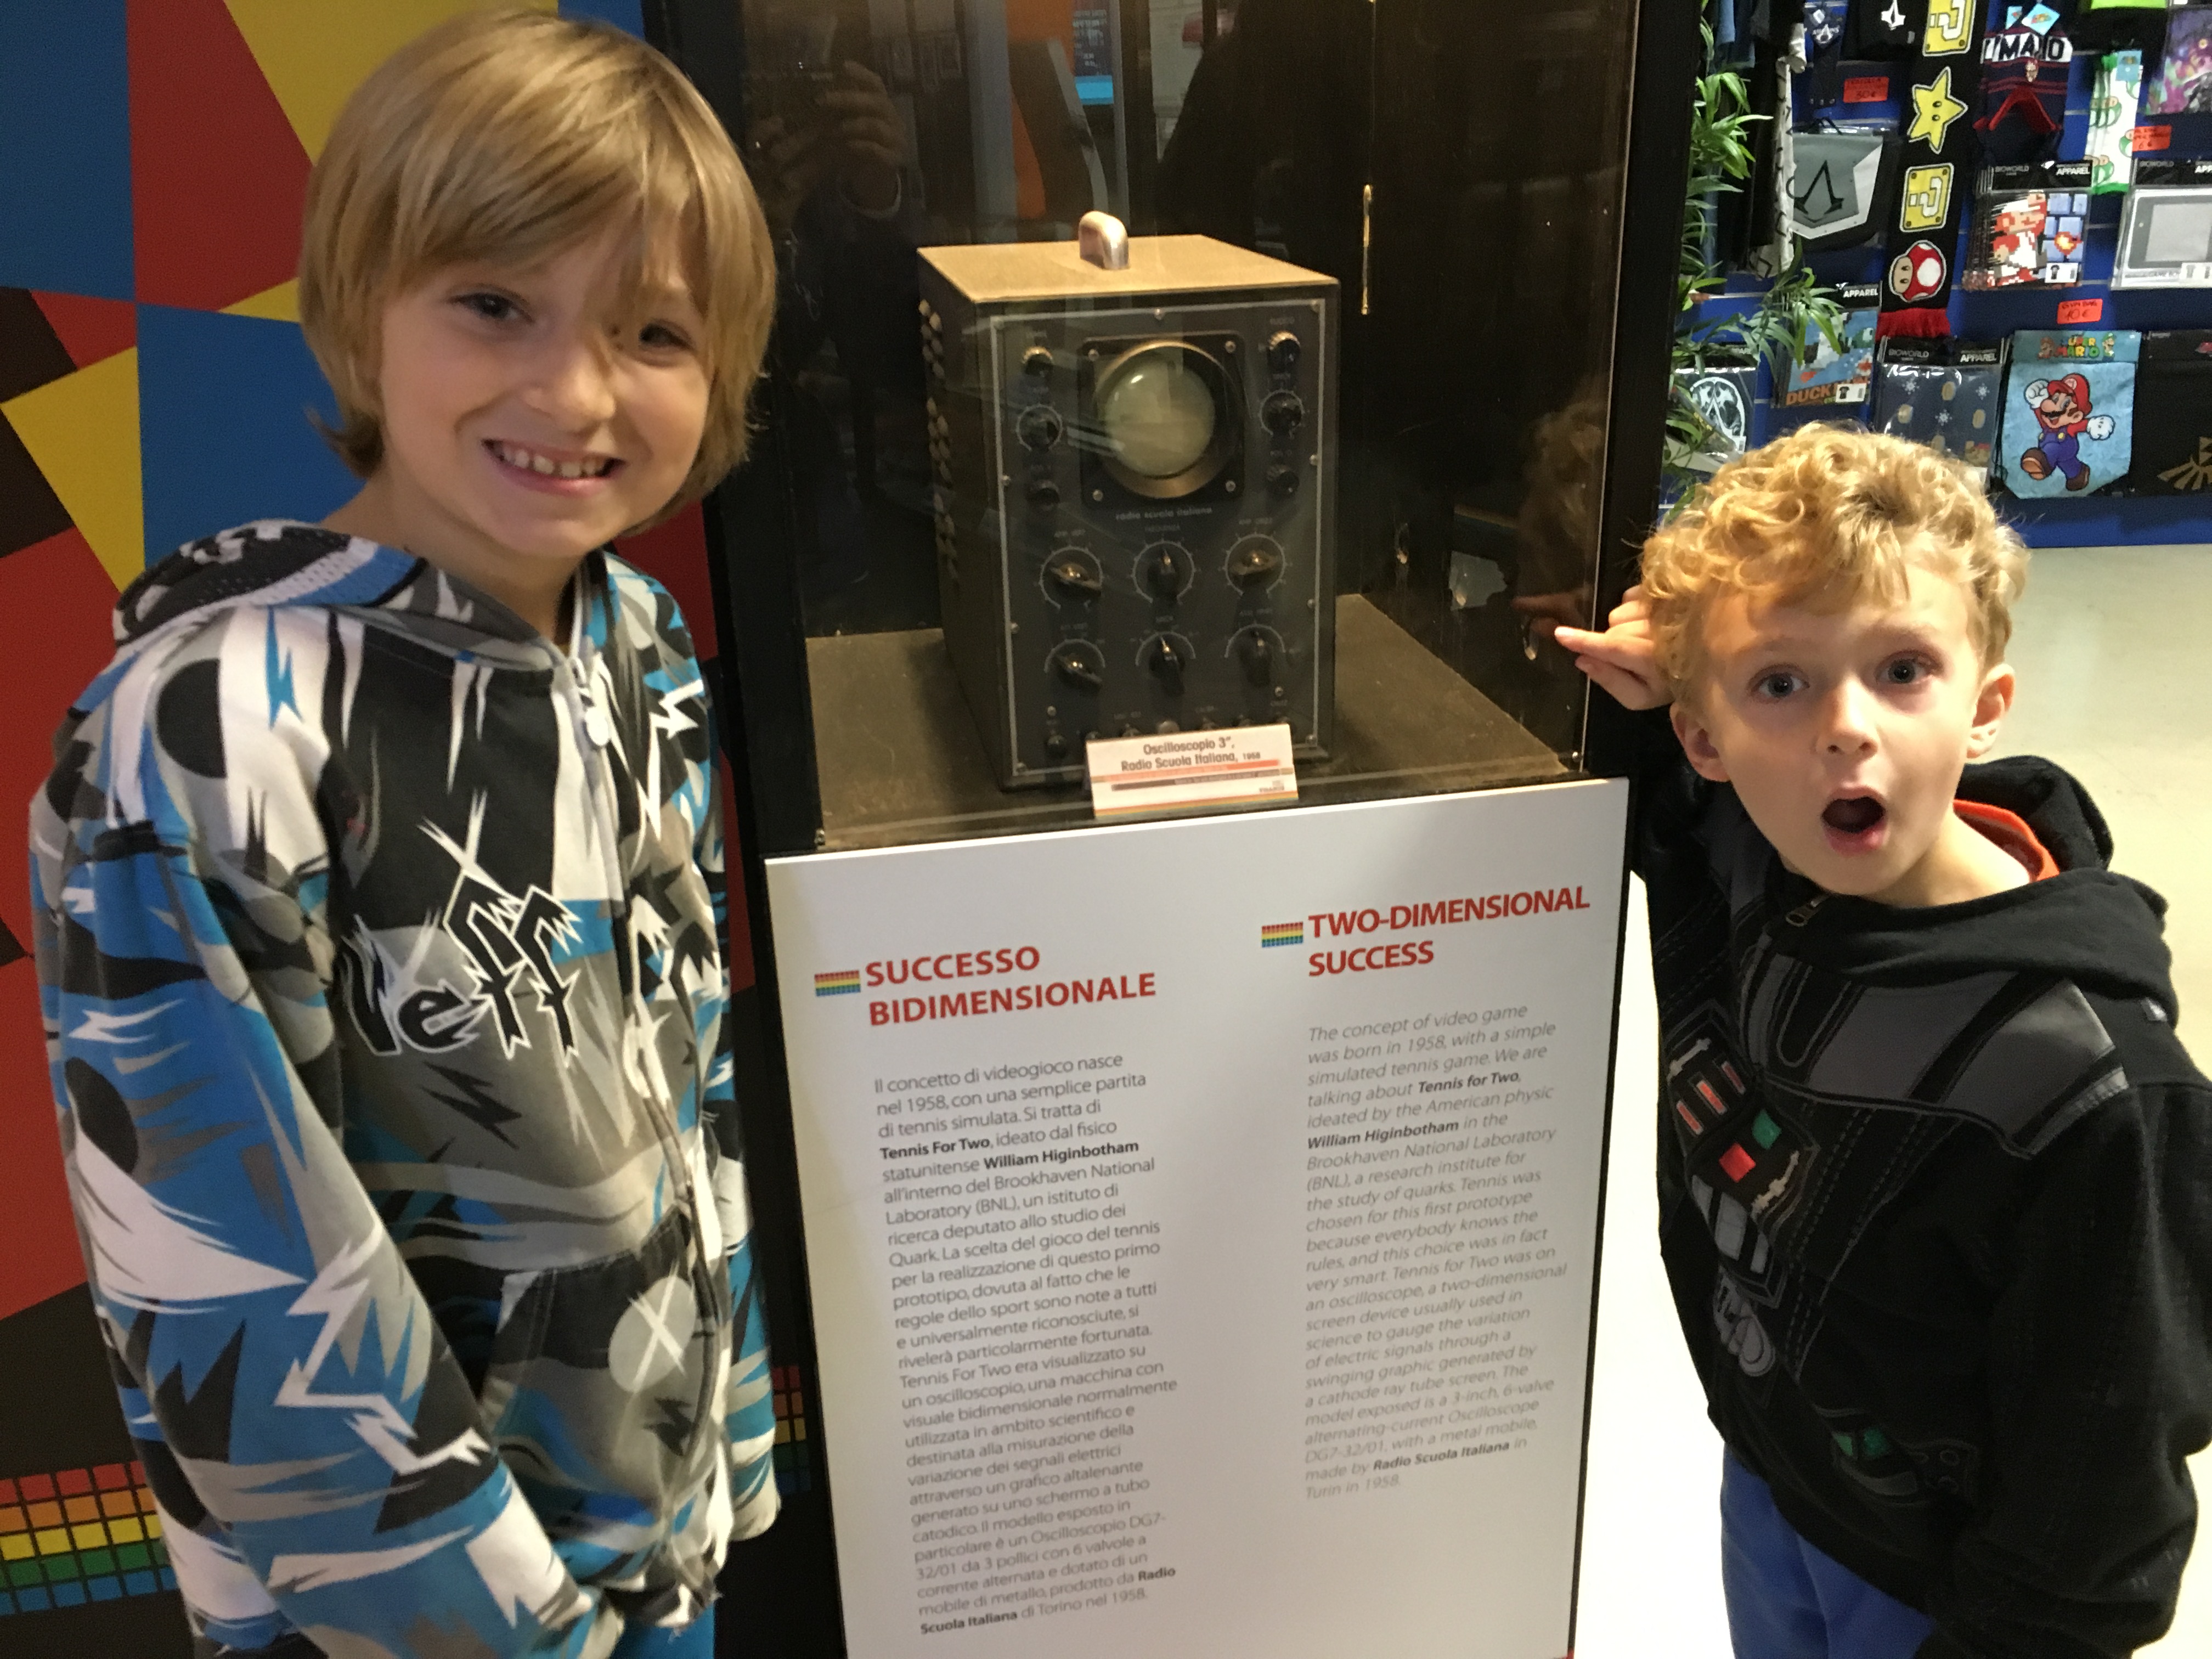 radio scuola italiana
Oscilloscopio 3",
Radio Scuola Italiana, 1958
SUCCESSO
BIDIMENSIONALE
Il concetto di videogioco nasce
nel 1958, con una semplice partita
di tennis simulata. Si tratta di
Tennis For Two, ideato dal fisico
statunitense William Higinbotham
all'interno del Brookhaven National
Laboratory (BNL), un istituto di
ricerca deputato allo studio dei
Quark. La scelta del gioco del tennis
per la realizzazione di questo primo
prototipo, dovuta al fatto che le
regole dello sport sono note a tutti
e universalmente riconosciute, si
rivelerà particolarmente fortunata.
Tennis For Two era visualizzato su
un oscilloscopio, una macchina con
visuale bidimensionale normalmente
utilizzata in ambito scientifico e
destinata alla misurazione della
variazione dei segnali elettrici
attraverso un grafico altalenante
generato su uno schermo a tubo
catodico. Il modello esposto in
particolare è un Oscilloscopio DG7-
32/01 da 3 pollici con 6 valvole a
corrente alternata e dotato di un
mobile di metallo, prodotto da Radio
Scuola Italiana di Torino nel 1958.
TWO-DIMENSIONAL
SUCCESS
The concept of video game
was born in 1958, with a simple
simulated tennis game. We are
talking about Tennis for Two,
ideated by the American physic
William Higinbotham in the
Brookhaven National Laboratory
(BNL), a research institute for
the study of quarks. Tennis was
chosen for this first prototype
because everybody knows the
rules, and this choice was in fact
very smart. Tennis for Two was on
an oscilloscope, a two-dimensional
screen device usually used in
science to gauge the variation
of electric signals through a
swinging graphic generated by
a cathode ray tube screen. The
model exposed is a 3-inch, 6-valve
alternating-current Oscilloscope
DG7-32/01, with a metal mobile,
made by Radio Scuola Italiana in
Turin in 1958.
neff
BIOWORLD
APPAREL
APPAREL
DUCK
BIOWORLD
APPAREL
SUPER
MARIO
10 €